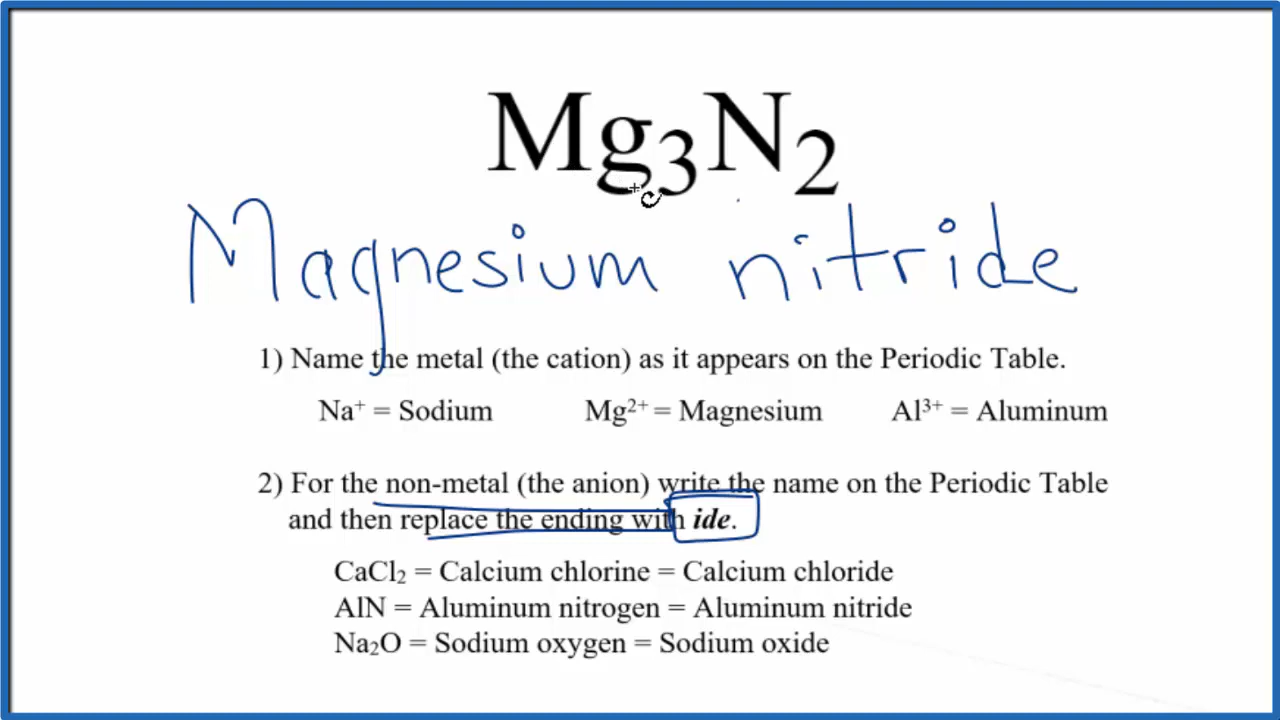 Mg₃N₂
Magnesium nitride
1) Name the metal (the cation) as it appears on the Periodic Table.
Na⁺ = Sodium Mg²⁺ = Magnesium Al³⁺ = Aluminum
2) For the non-metal (the anion) write the name on the Periodic Table
and then replace the ending with ide.
CaCl₂ = Calcium chlorine = Calcium chloride
AlN = Aluminum nitrogen = Aluminum nitride
Na₂O = Sodium oxygen = Sodium oxide